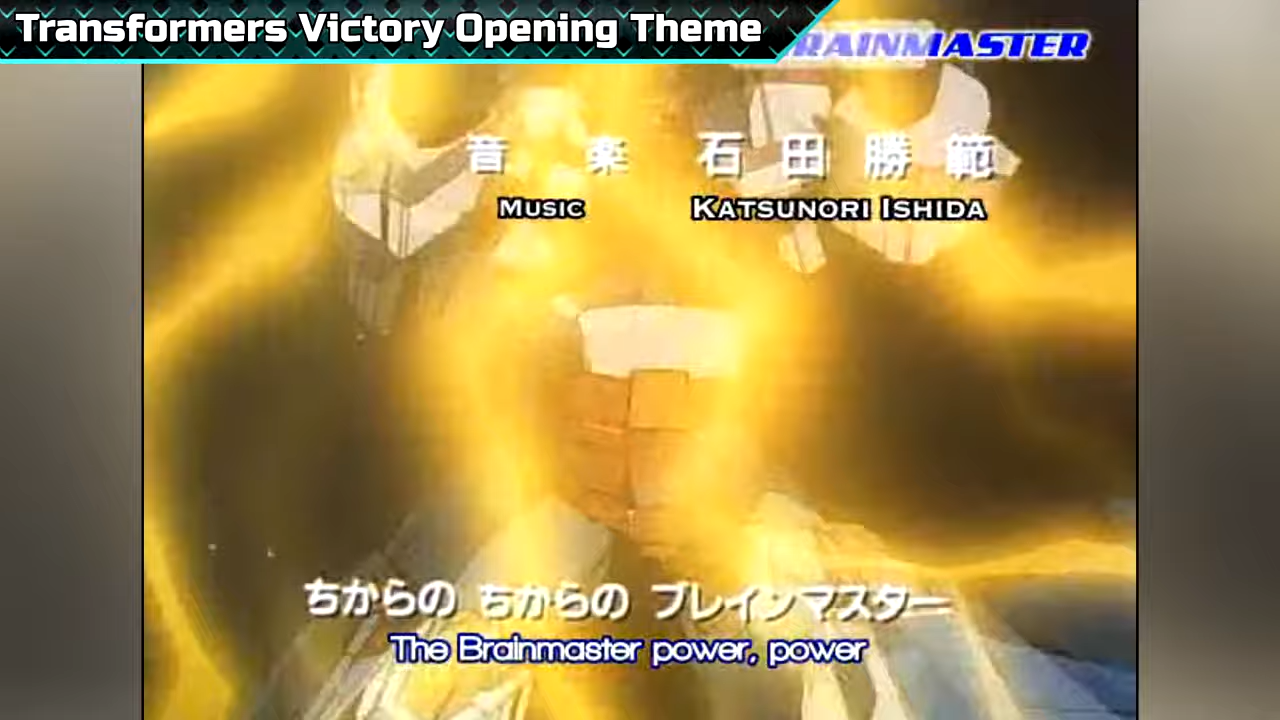 Transformers Victory Opening Theme
RAINMASTER
音 楽 石 田 勝 範
Music Katsunori Ishida
ちからの ちからの ブレインマスター
The Brainmaster power, power